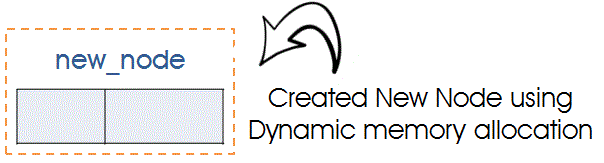 new_node
Created New Node using
Dynamic memory allocation